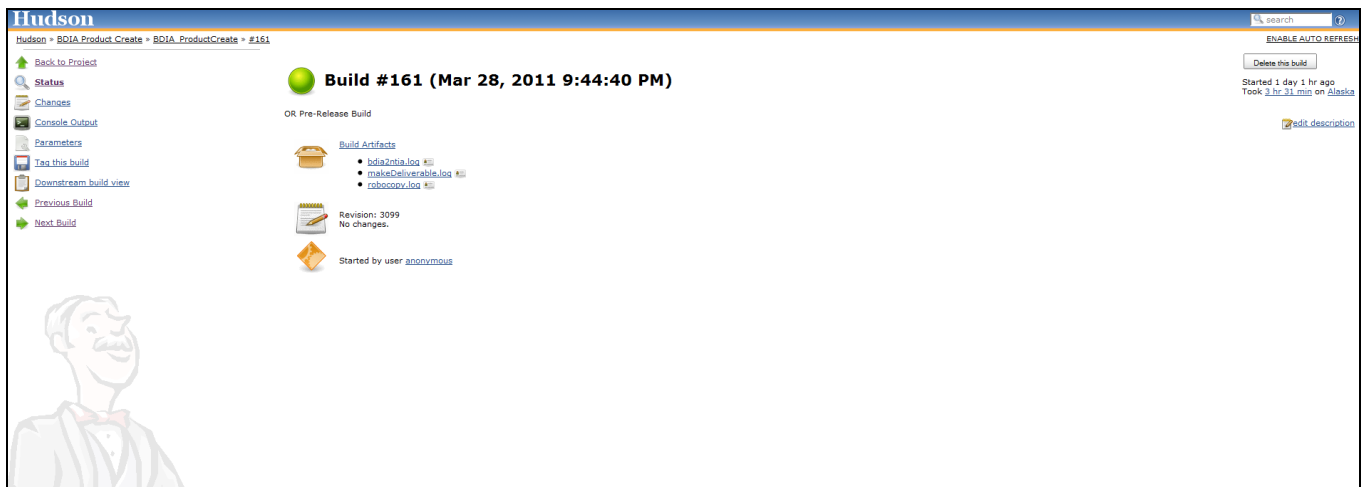 Hudson
search
Hudson » BDIA Product Create » BDIA_ProductCreate » #161
ENABLE AUTO REFRESH
Back to Project
Status
Changes
Console Output
Parameters
Tag this build
Downstream build view
Previous Build
Next Build
Build #161 (Mar 28, 2011 9:44:40 PM)
Delete this build
Started 1 day 1 hr ago
Took 3 hr 31 min on Alaska
OR Pre-Release Build
edit description
Build Artifacts
bdia2ntia.log
makeDeliverable.log
robocopy.log
Revision: 3099
No changes.
Started by user anonymous